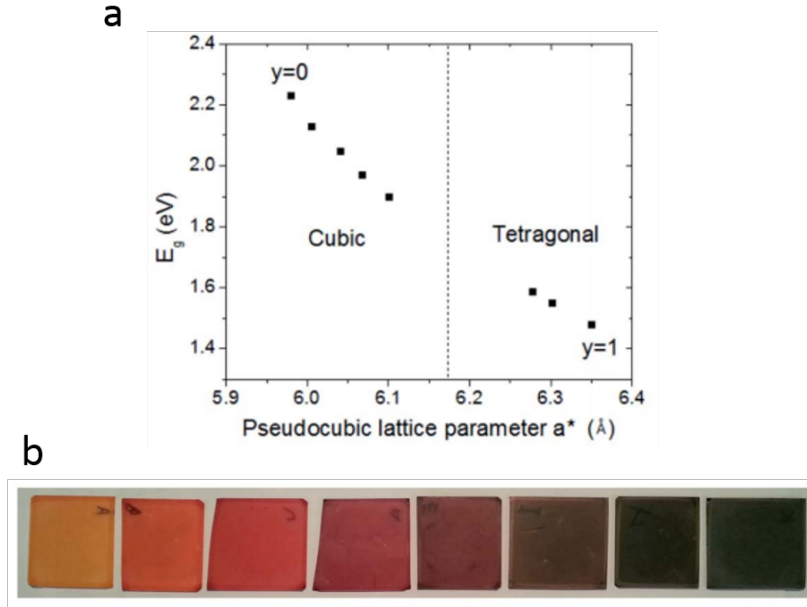 a
2.4
2.2
2.0
1.8
1.6
1.4
E_g (eV)
y=0
Cubic
Tetragonal
y=1
5.9 6.0 6.1 6.2 6.3 6.4
Pseudocubic lattice parameter a* (Å)
b
A
B
C